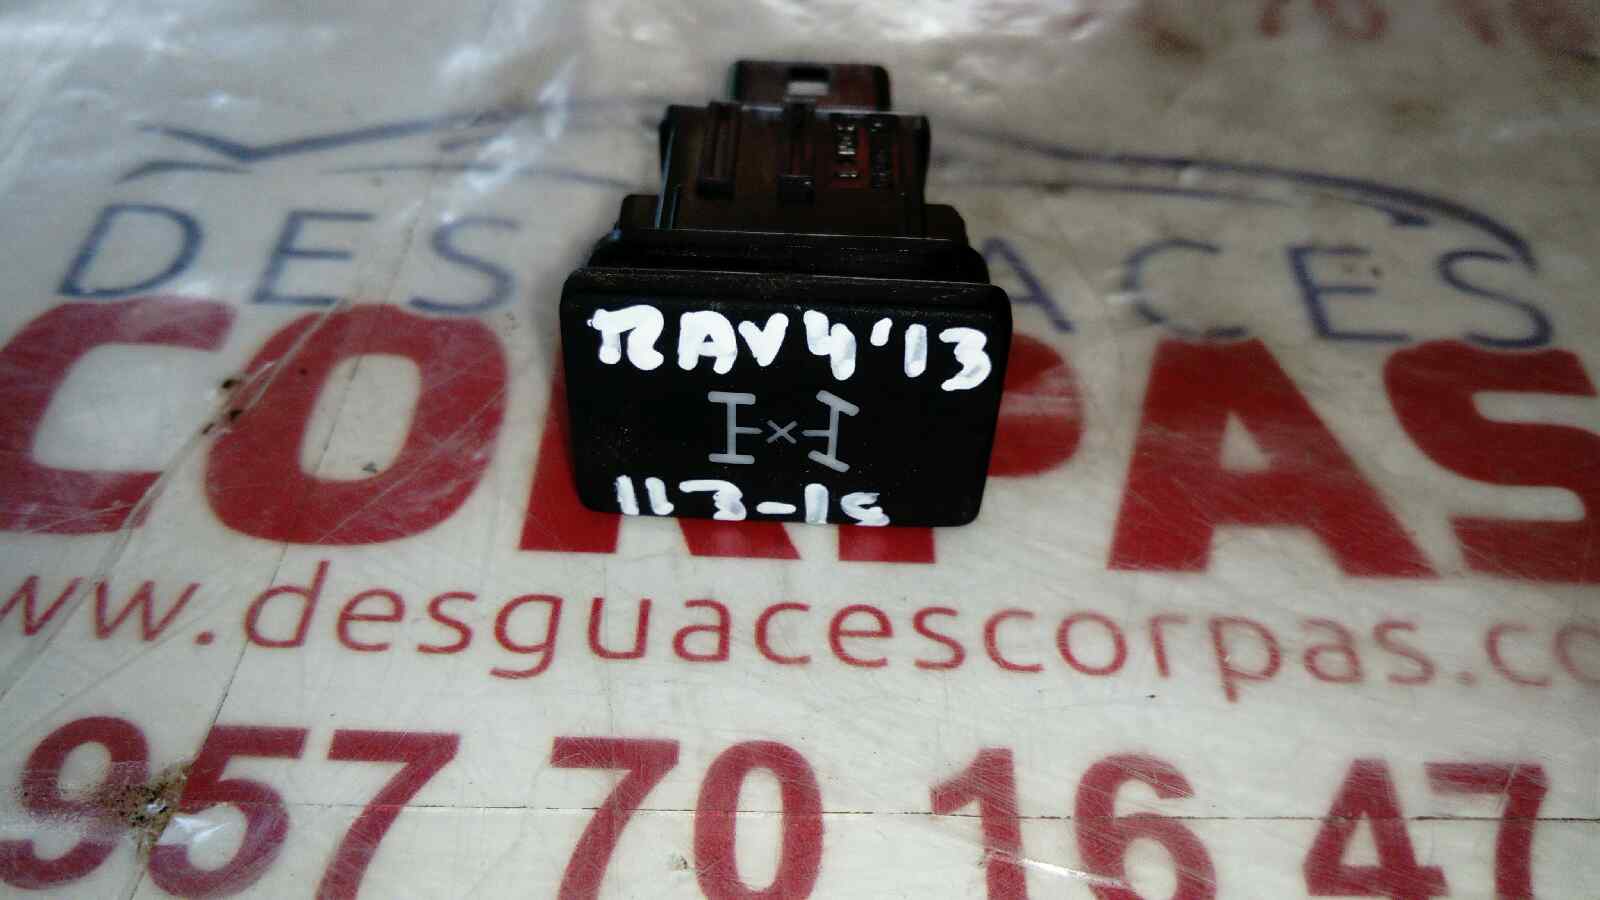 DESGUACES
RAV4'13
113-15
CORPAS
www.desguacescorpas.co
957 70 16 47